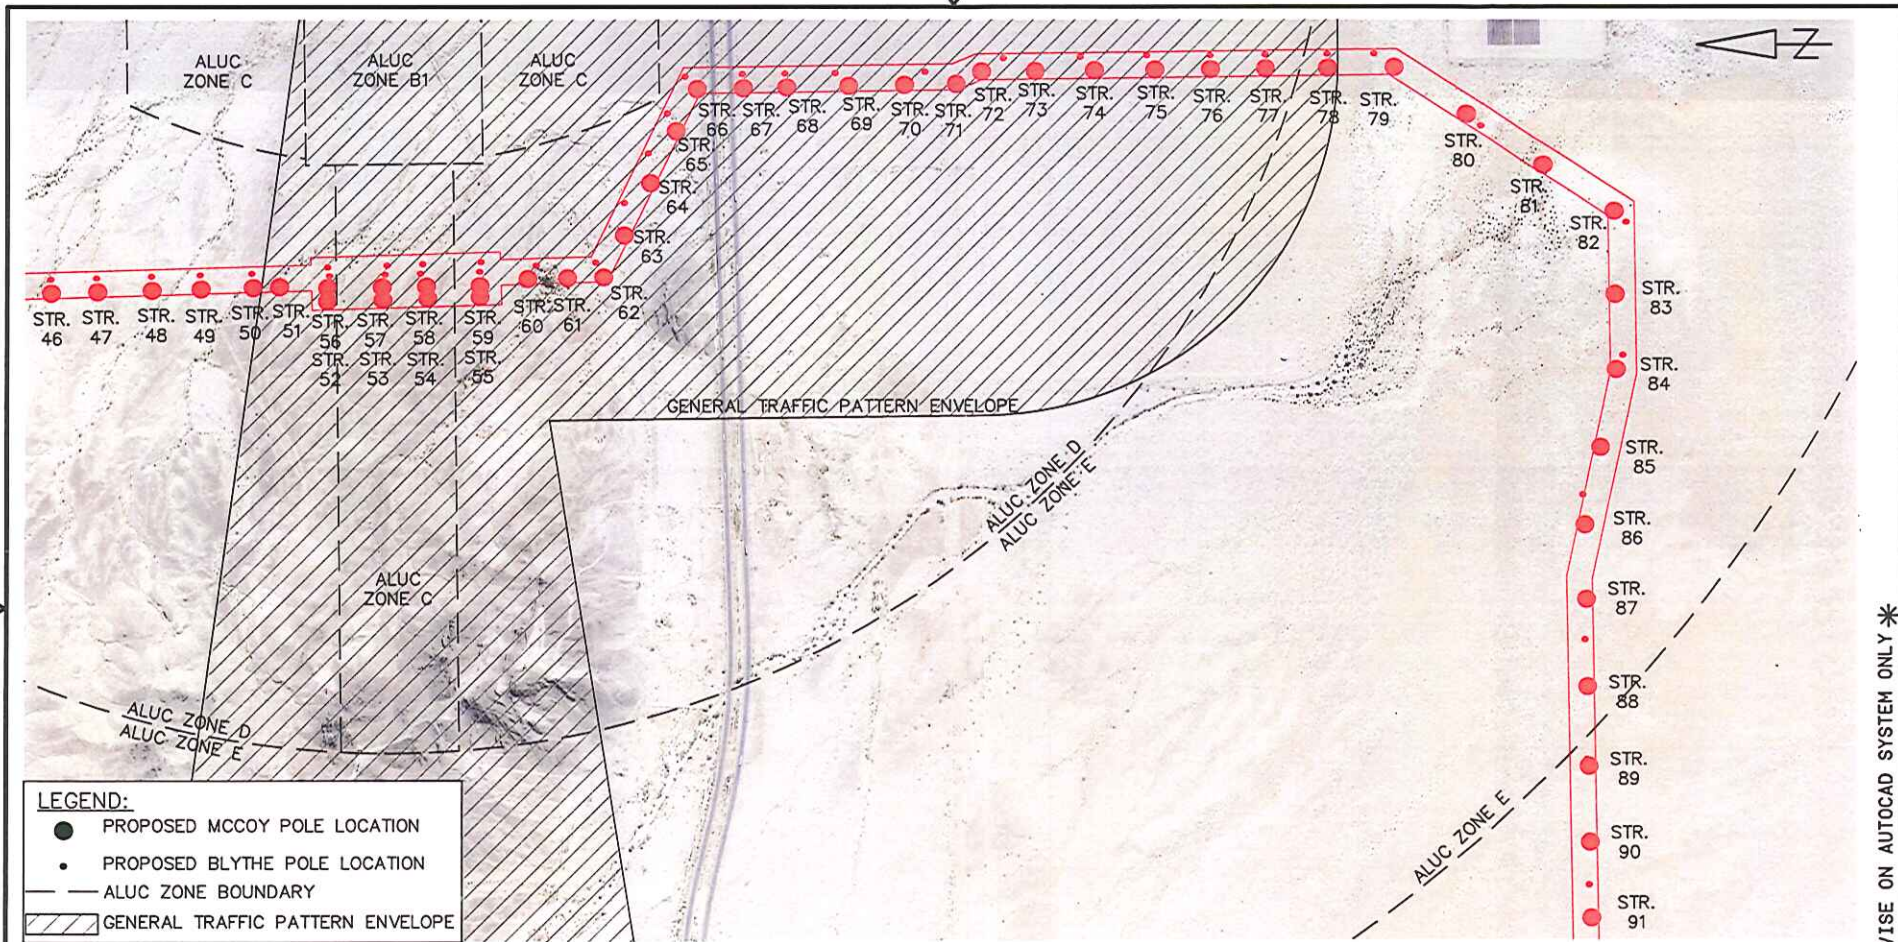 ALUC
ZONE C
ALUC
ZONE B1
ALUC
ZONE C
N
STR.
66
STR.
67
STR.
68
STR.
69
STR.
70
STR.
71
STR.
72
STR.
73
STR.
74
STR.
75
STR.
76
STR.
77
STR.
78
STR.
79
STR.
80
STR.
81
STR.
82
STR.
83
STR.
84
STR.
85
STR.
86
STR.
87
STR.
88
STR.
89
STR.
90
STR.
91
STR.
65
STR.
64
STR.
63
STR.
62
STR.
46
STR.
47
STR.
48
STR.
49
STR.
50
STR.
51
STR.
56
STR.
52
STR.
57
STR.
53
STR.
58
STR.
54
STR.
59
STR.
55
STR.
60
STR.
61
GENERAL TRAFFIC PATTERN ENVELOPE
ALUC ZONE D
ALUC ZONE E
ALUC
ZONE C
ALUC ZONE D
ALUC ZONE E
ALUC ZONE E
LEGEND:
PROPOSED MCCOY POLE LOCATION
PROPOSED BLYTHE POLE LOCATION
ALUC ZONE BOUNDARY
GENERAL TRAFFIC PATTERN ENVELOPE
VISE ON AUTOCAD SYSTEM ONLY *